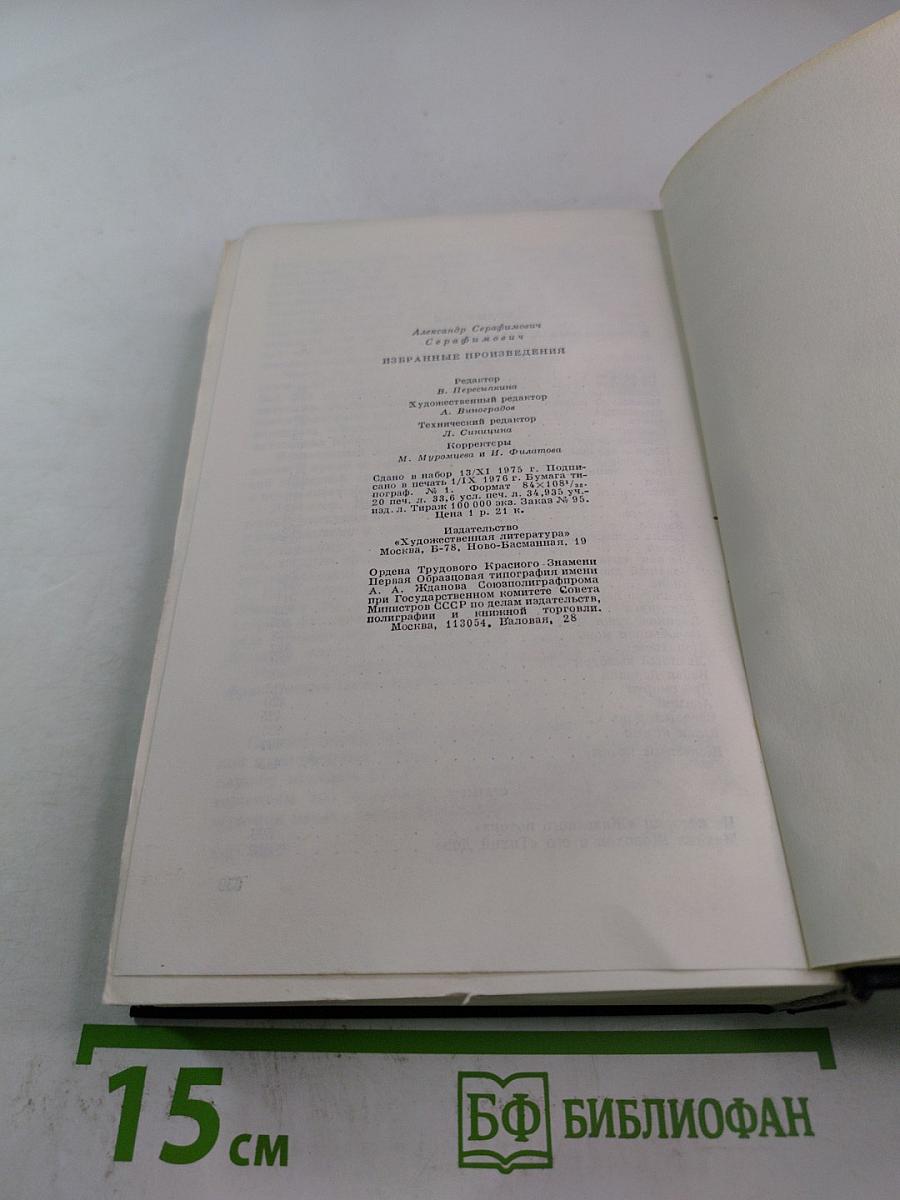 Александр Серафимович
Серафимович
ИЗБРАННЫЕ ПРОИЗВЕДЕНИЯ
Редактор
В. Пересыпкина
Художественный редактор
А. Виноградов
Технический редактор
Л. Синицина
Корректоры
М. Муромцева и И. Филатова
Сдано в набор 13/XI 1975 г. Подпи-
сано в печать 1/IX 1976 г. Бумага ти-
пограф. № 1. Формат 84×108¹/₃₂.
20 печ. л. 33,6 усл. печ. л. 34,935 уч.-
изд. л. Тираж 100 000 экз. Заказ № 95.
Цена 1 р. 21 к.
Издательство
«Художественная литература»
Москва, Б-78, Ново-Басманная, 19
Ордена Трудового Красного Знамени
Первая Образцовая типография имени
А. А. Жданова Союзполиграфпрома
при Государственном комитете Совета
Министров СССР по делам издательств,
полиграфии и книжной торговли.
Москва, 113054, Валовая, 28
15 см
БФ БИБЛИОФАН